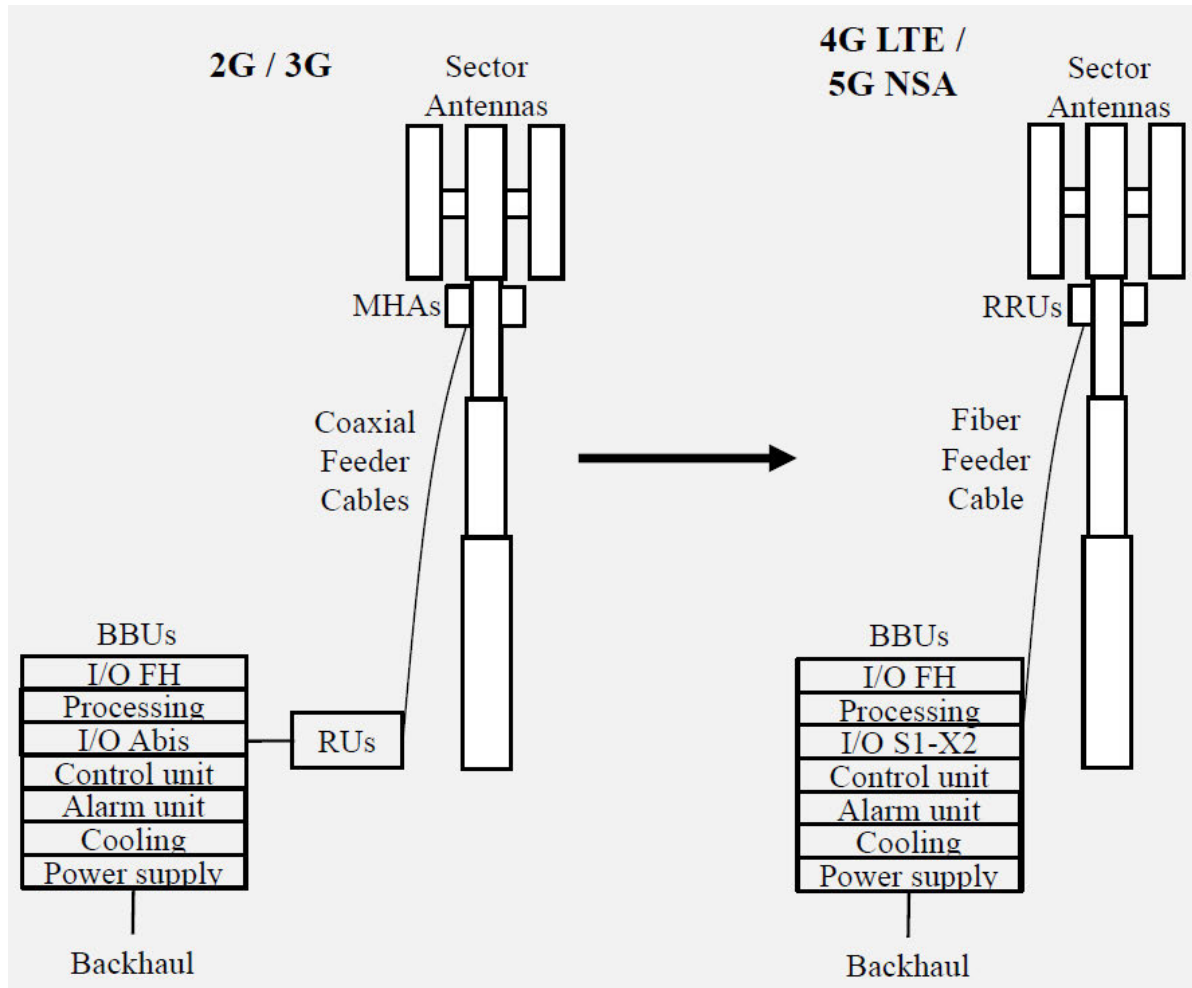 2G / 3G
Sector
Antennas
MHAs
Coaxial
Feeder
Cables
BBUs
I/O FH
Processing
I/O Abis
Control unit
Alarm unit
Cooling
Power supply
RUs
Backhaul
4G LTE /
5G NSA
Sector
Antennas
RRUs
Fiber
Feeder
Cable
BBUs
I/O FH
Processing
I/O S1-X2
Control unit
Alarm unit
Cooling
Power supply
Backhaul